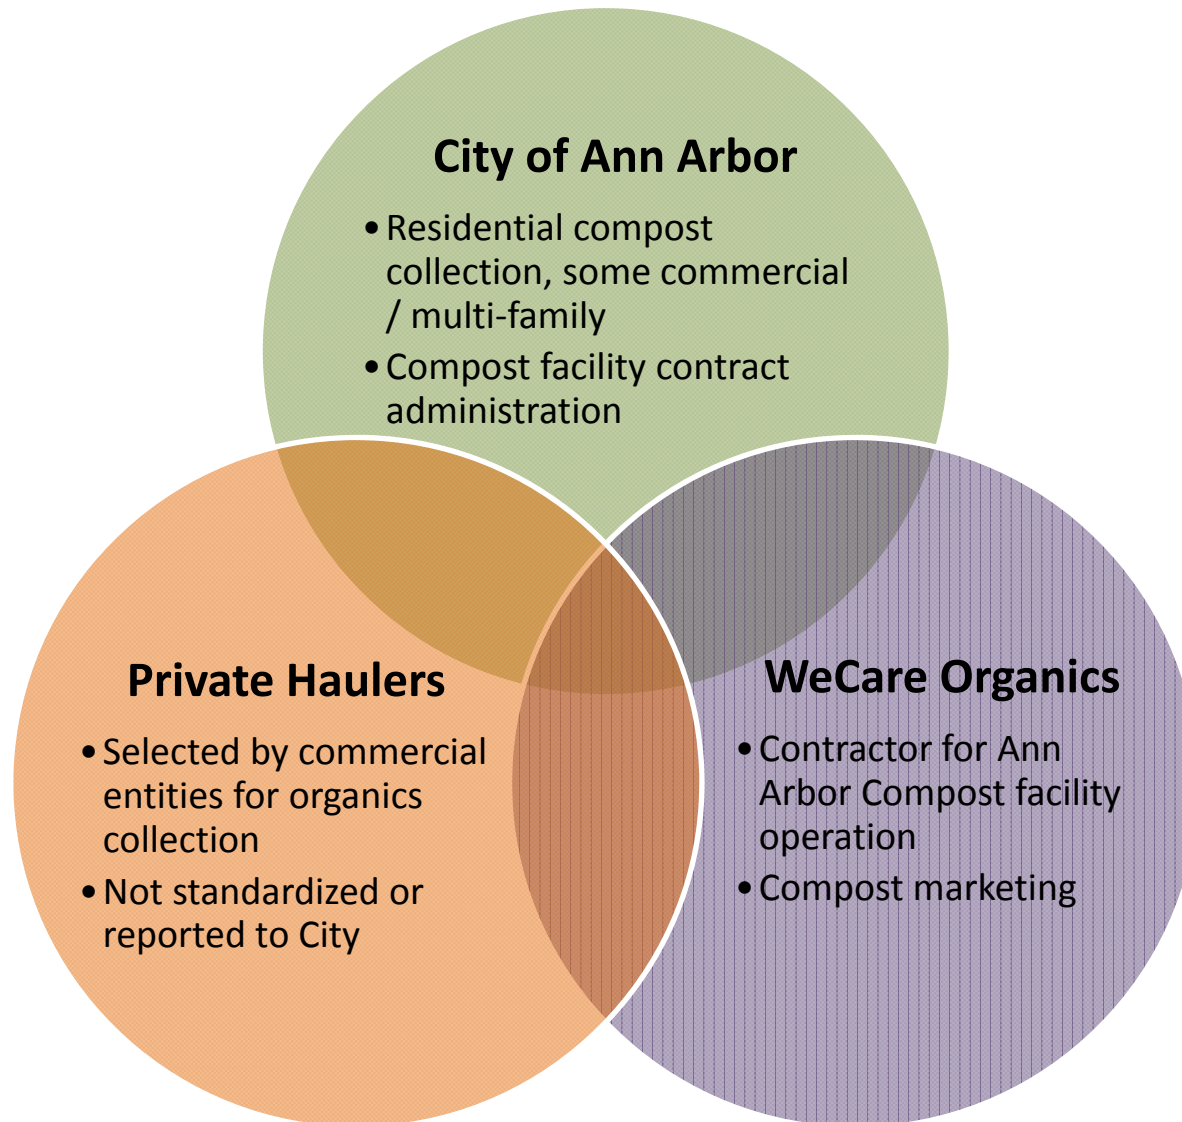 City of Ann Arbor
•Residential compost
collection, some commercial
/ multi-family
•Compost facility contract
administration
Private Haulers
•Selected by commercial
entities for organics
collection
•Not standardized or
reported to City
WeCare Organics
•Contractor for Ann
Arbor Compost facility
operation
•Compost marketing